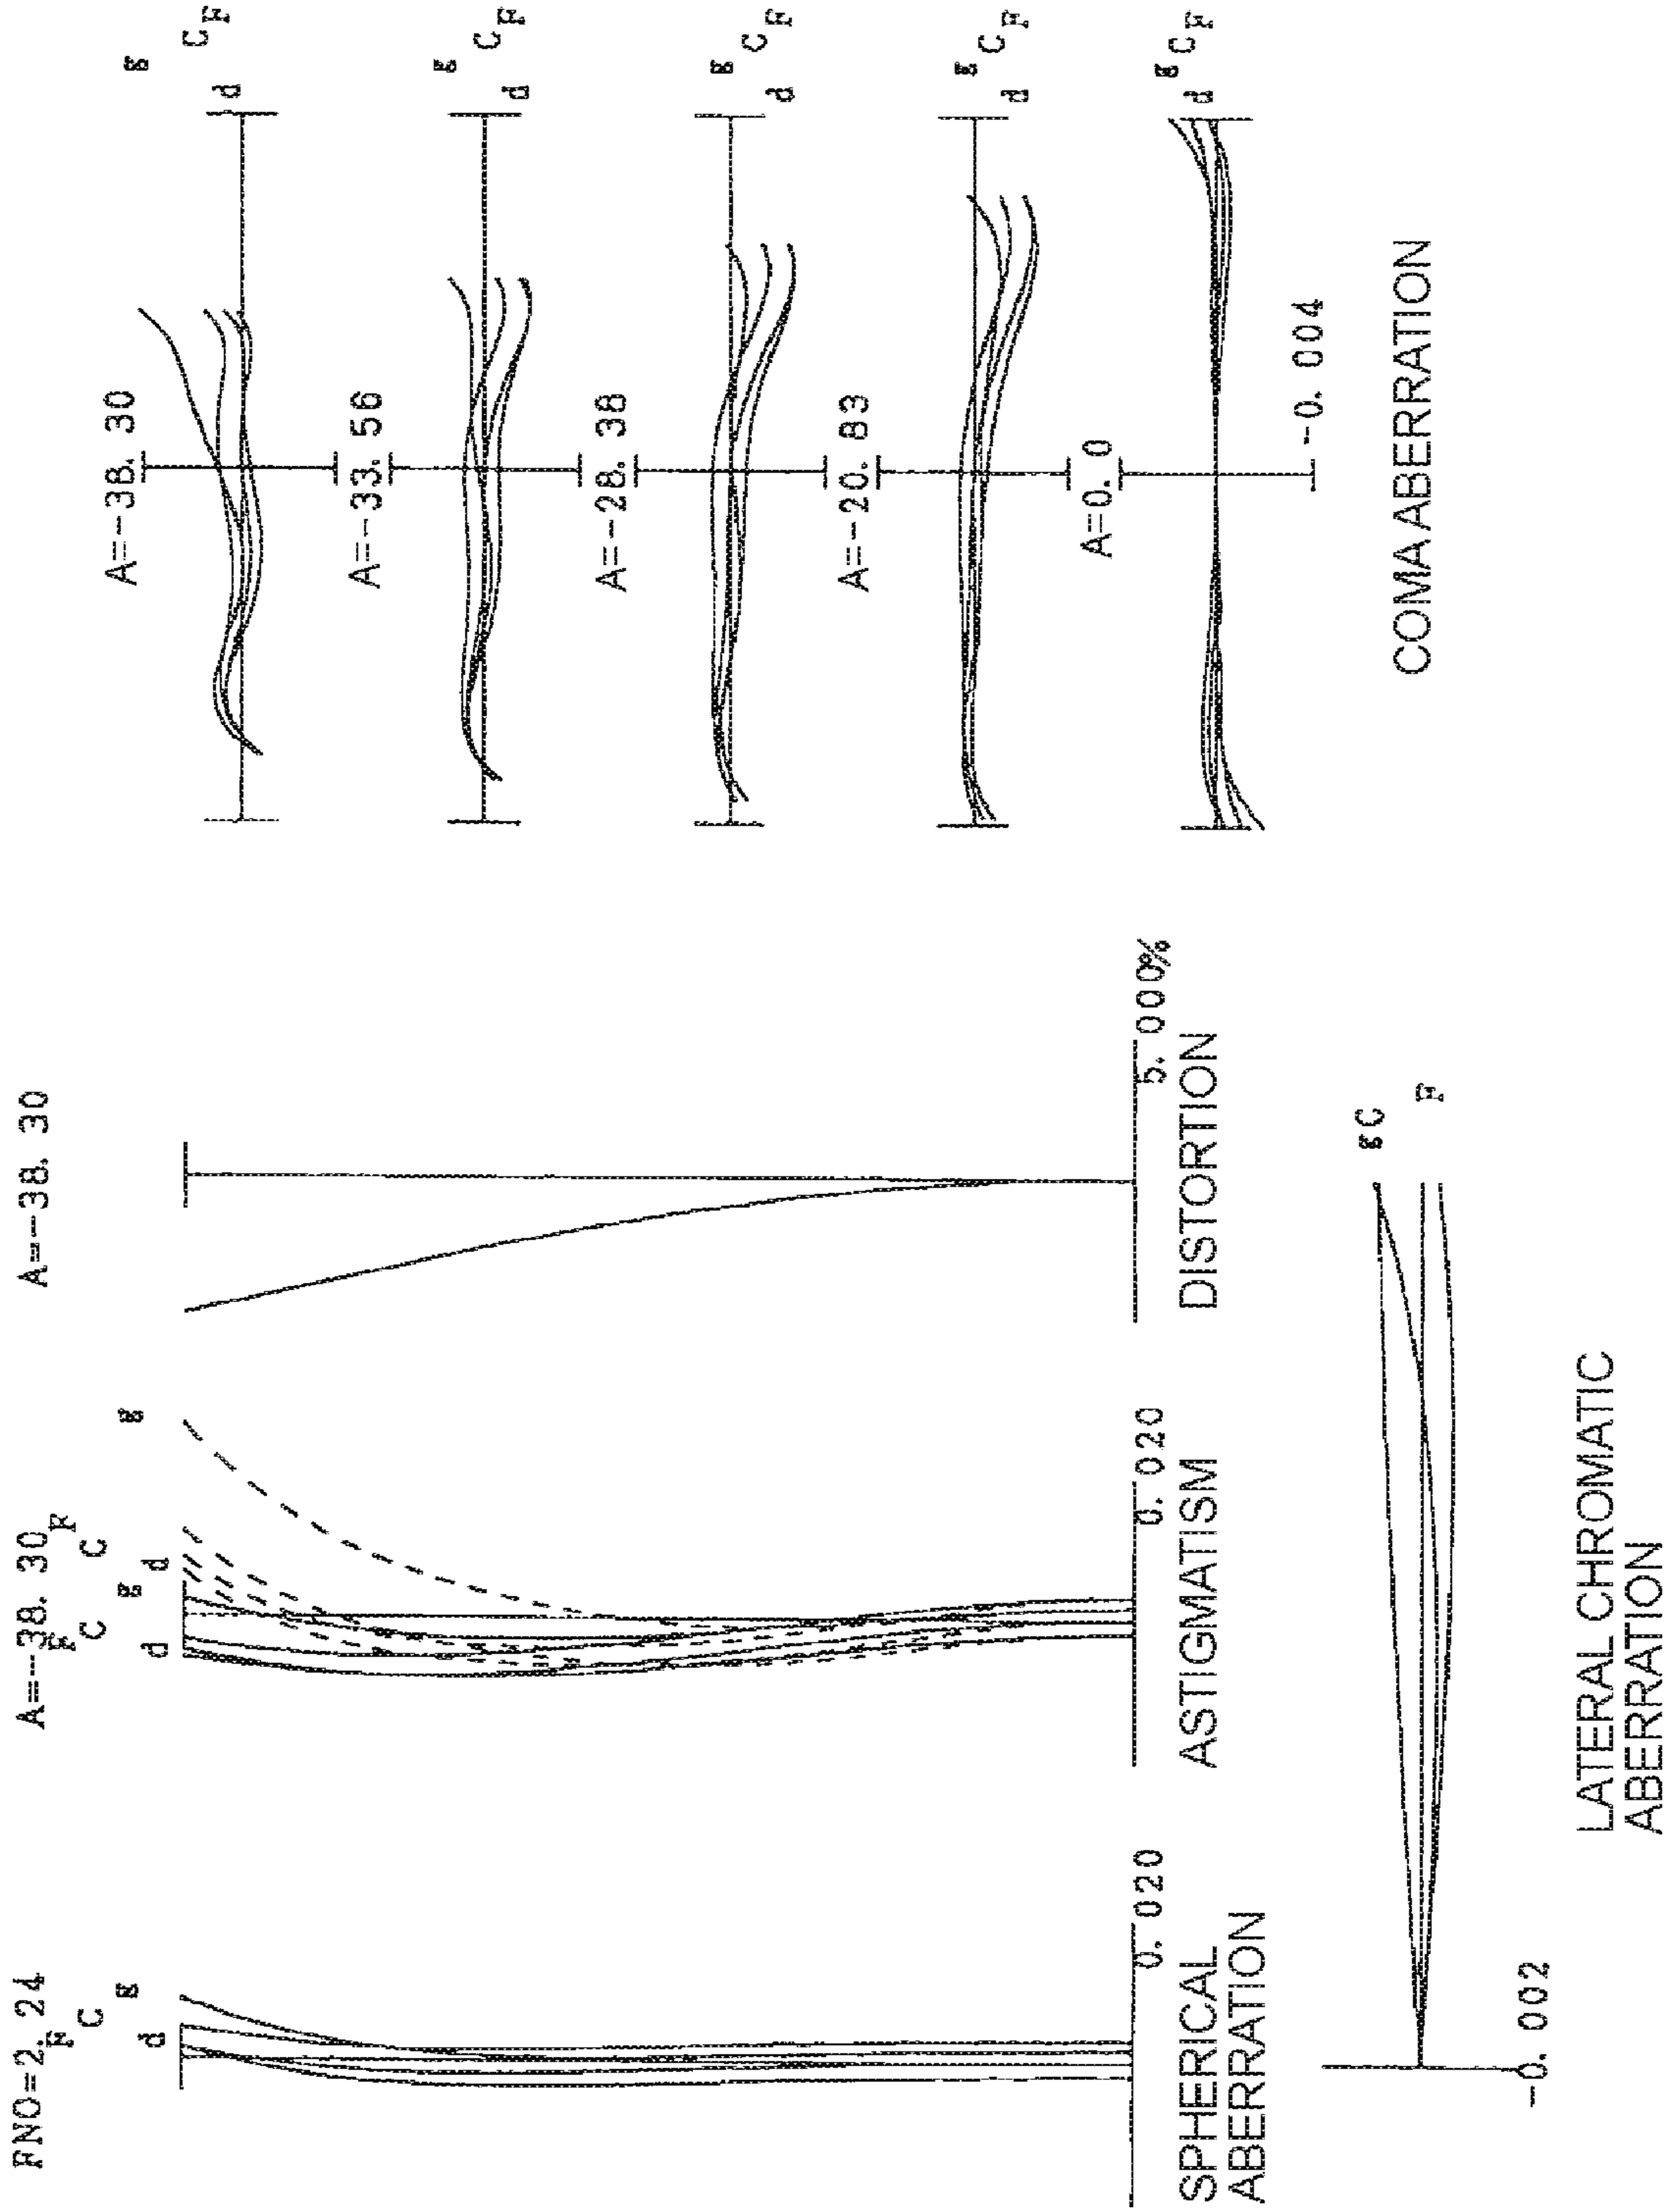 FNO=2. 24
F
C
g
d
0. 020
SPHERICAL
ABERRATION
A=-38. 30
F
C
g
d
F
C
d
g
0. 020
ASTIGMATISM
A=-38. 30
5. 000%
DISTORTION
g C
F
-0. 002
LATERAL CHROMATIC
ABERRATION
A=-38. 30
g
C
F
d
A=-33. 56
g
C
F
d
A=-28. 38
g
C
F
d
A=-20. 83
g
C
F
d
A=0. 0
g
C
F
d
-0. 004
COMA ABERRATION